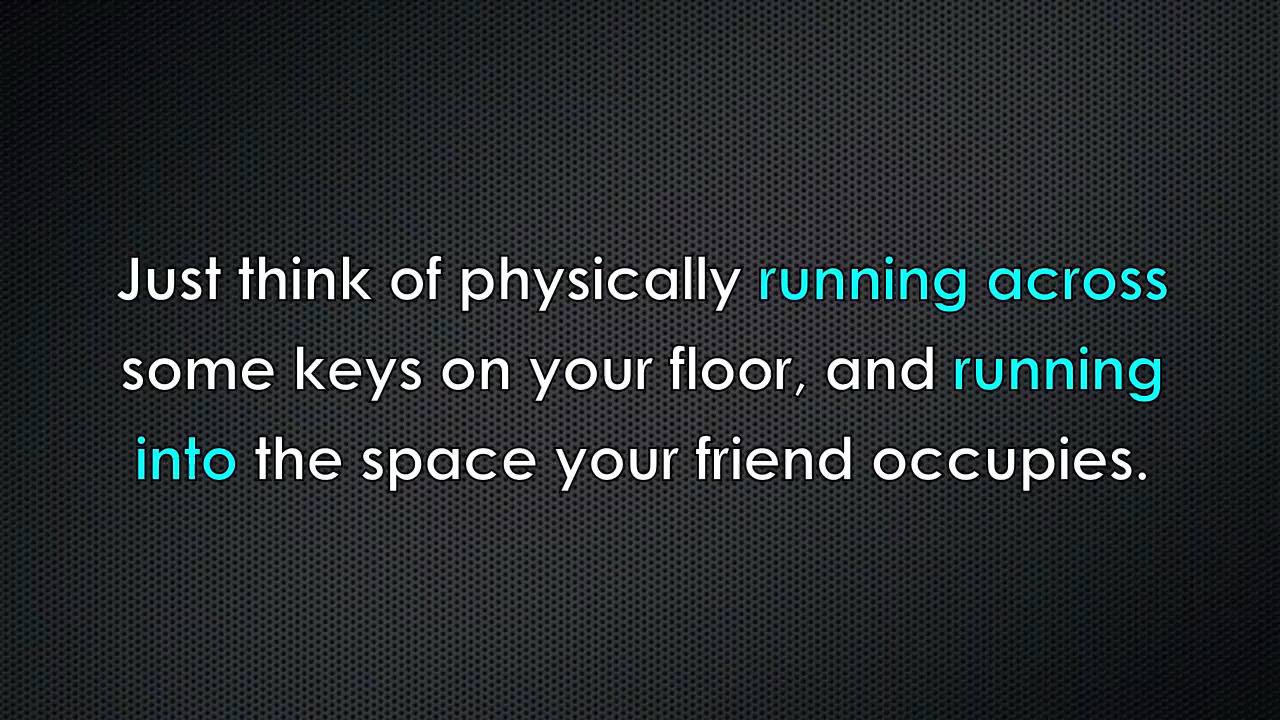 Just think of physically running across
some keys on your floor, and running
into the space your friend occupies.